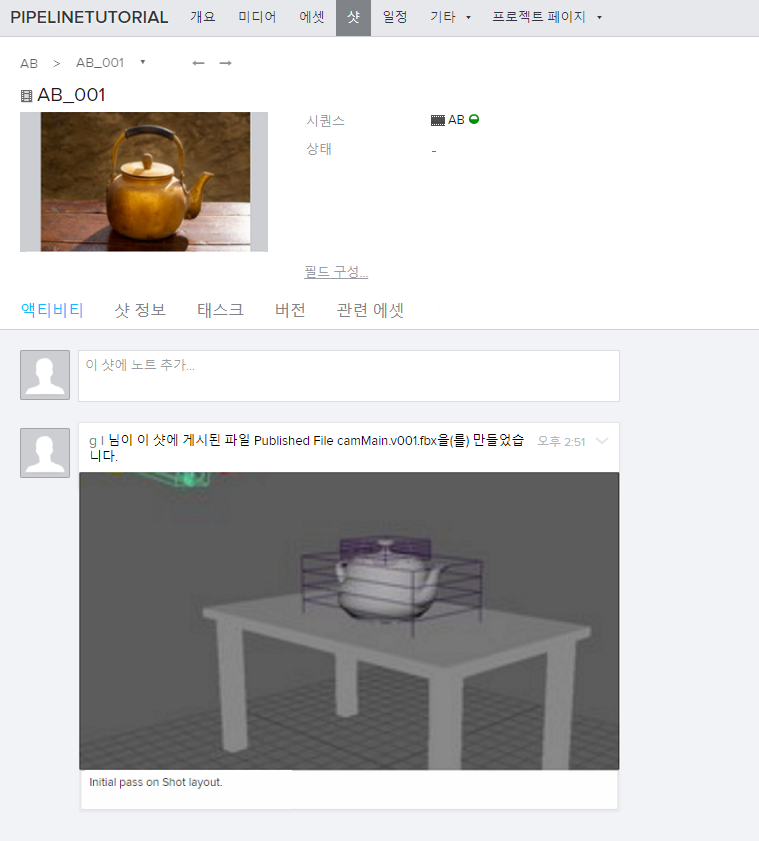 PIPELINETUTORIAL 개요 미디어 에셋 샷 일정 기타 프로젝트 페이지
AB > AB_001 ← →
AB_001
시퀀스 AB
상태 -
필드 구성...
액티비티 샷 정보 태스크 버전 관련 에셋
이 샷에 노트 추가...
g l 님이 이 샷에 게시된 파일 Published File camMain.v001.fbx을(를) 만들었습 오후 2:51
니다.
Initial pass on Shot layout.